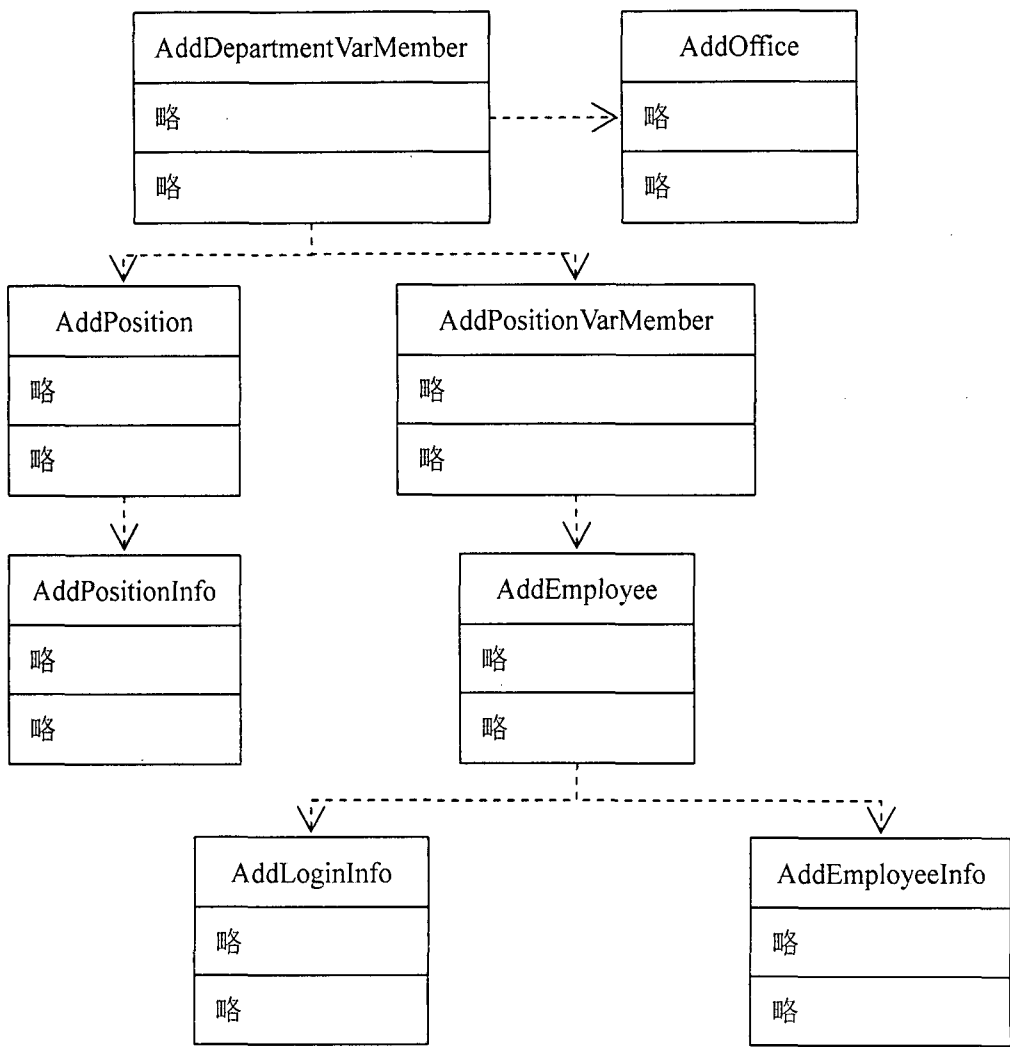 AddDepartmentVarMember
略
略
AddOffice
略
略
AddPosition
略
略
AddPositionVarMember
略
略
AddPositionInfo
略
略
AddEmployee
略
略
AddLoginInfo
略
略
AddEmployeeInfo
略
略